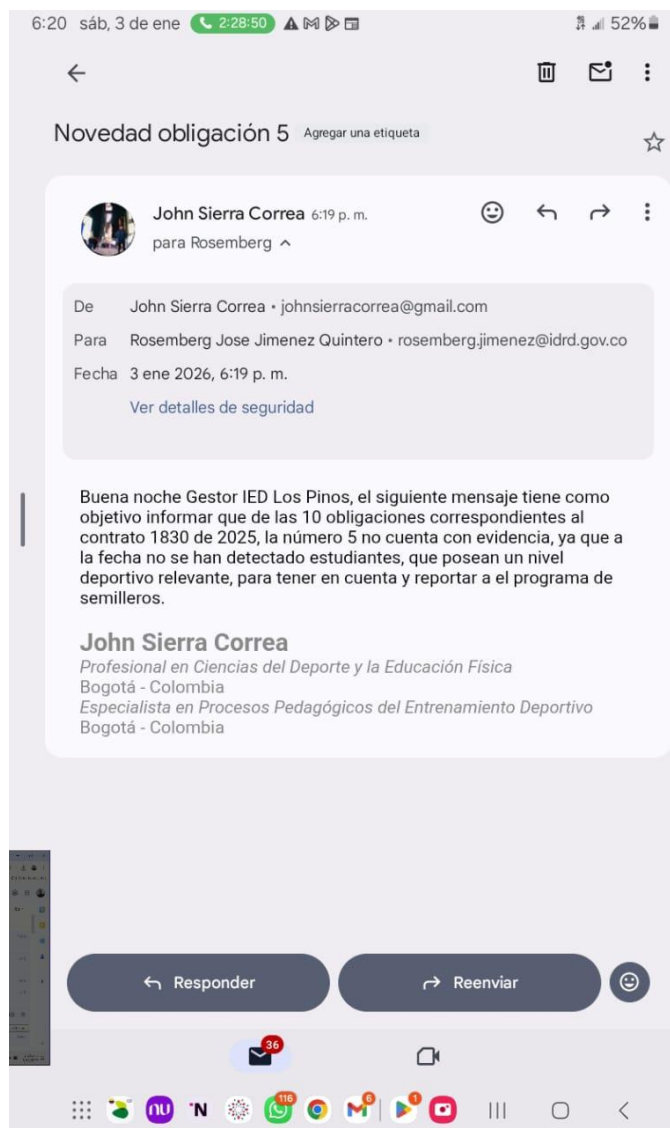 6:20 sáb, 3 de ene 2:28:50 52%
Novedad obligación 5 Agregar una etiqueta
John Sierra Correa 6:19 p. m.
para Rosemberg
De John Sierra Correa • johnsierracorrea@gmail.com
Para Rosemberg Jose Jimenez Quintero • rosemberg.jimenez@idrd.gov.co
Fecha 3 ene 2026, 6:19 p. m.
Ver detalles de seguridad
Buena noche Gestor IED Los Pinos, el siguiente mensaje tiene como
objetivo informar que de las 10 obligaciones correspondientes al
contrato 1830 de 2025, la número 5 no cuenta con evidencia, ya que a
la fecha no se han detectado estudiantes, que posean un nivel
deportivo relevante, para tener en cuenta y reportar a el programa de
semilleros.
John Sierra Correa
Profesional en Ciencias del Deporte y la Educación Física
Bogotá - Colombia
Especialista en Procesos Pedagógicos del Entrenamiento Deportivo
Bogotá - Colombia
Responder Reenviar
36
nu N 116 6 1